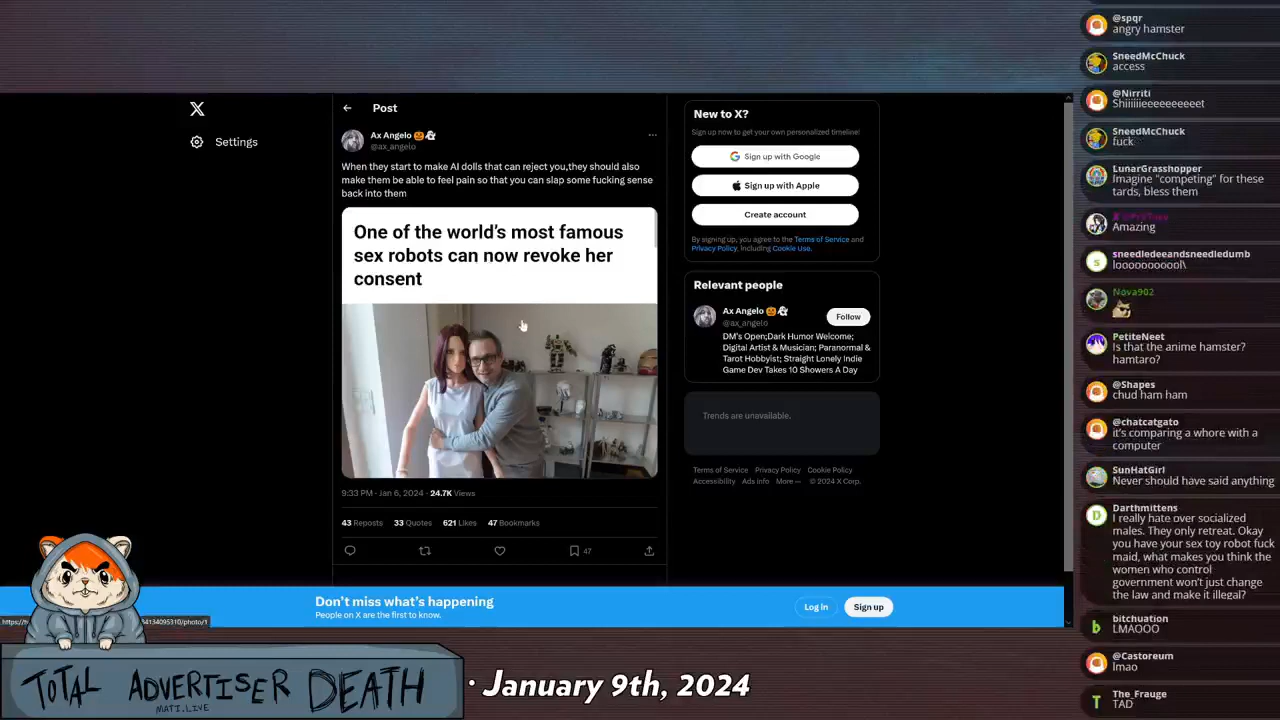 Post
Settings
Ax Angelo
@ax_angelo
When they start to make AI dolls that can reject you,they should also
make them be able to feel pain so that you can slap some fucking sense
back into them
One of the world's most famous
sex robots can now revoke her
consent
9:33 PM · Jan 6, 2024 · 24.7K Views
43 Reposts 33 Quotes 621 Likes 47 Bookmarks
47
New to X?
Sign up now to get your own personalized timeline!
Sign up with Google
Sign up with Apple
Create account
By signing up, you agree to the Terms of Service and
Privacy Policy, including Cookie Use.
Relevant people
Ax Angelo
@ax_angelo
Follow
DM's Open;Dark Humor Welcome;
Digital Artist & Musician; Paranormal &
Tarot Hobbyist; Straight Lonely Indie
Game Dev Takes 10 Showers A Day
Trends are unavailable.
Terms of Service Privacy Policy Cookie Policy
Accessibility Ads info More... © 2024 X Corp.
Don't miss what's happening
People on X are the first to know.
Log in
Sign up
34134095310/photo/1
TOTAL ADVERTISER DEATH
MATI.LIVE
· January 9th, 2024
@spqr
angry hamster
SneedMcChuck
access
@Nirriti
Shiiiiiieeeeeeeeeet
SneedMcChuck
fuck
LunarGrasshopper
Imagine "competing" for these
tards, bless them
Amazing
sneedledeeandsneedledumb
looooooooool\
Nova902
PetiteNeet
Is that the anime hamster?
hamtaro?
@Shapes
chud ham ham
@chatcatgato
it's comparing a whore with a
computer
SunHatGirl
Never should have said anything
Darthmittens
I really hate over socialized
males. They only retreat. Okay
you have your sex toy robot fuck
maid, what makes you think the
women who control
government won't just change
the law and make it illegal?
bitchuation
LMAOOO
@Castoreum
lmao
The_Frauge
TAD